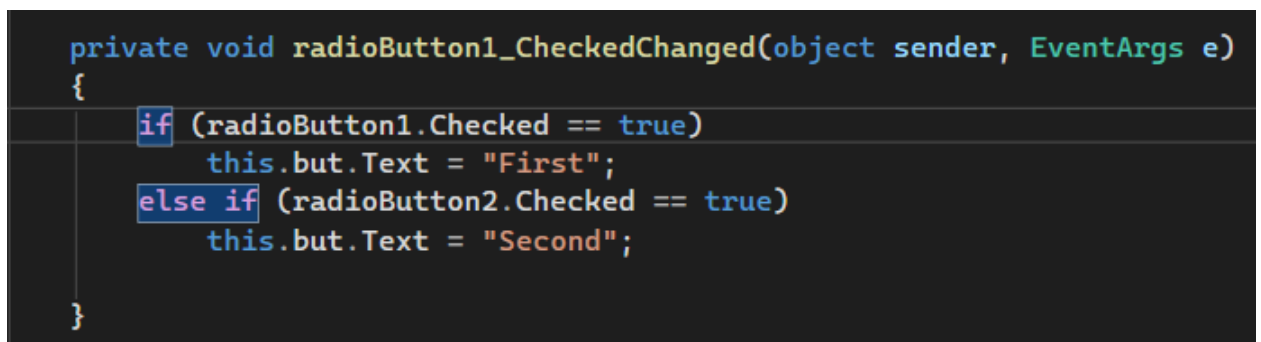 private void radioButton1_CheckedChanged(object sender, EventArgs e)
{
if (radioButton1.Checked == true)
this.but.Text = "First";
else if (radioButton2.Checked == true)
this.but.Text = "Second";
}